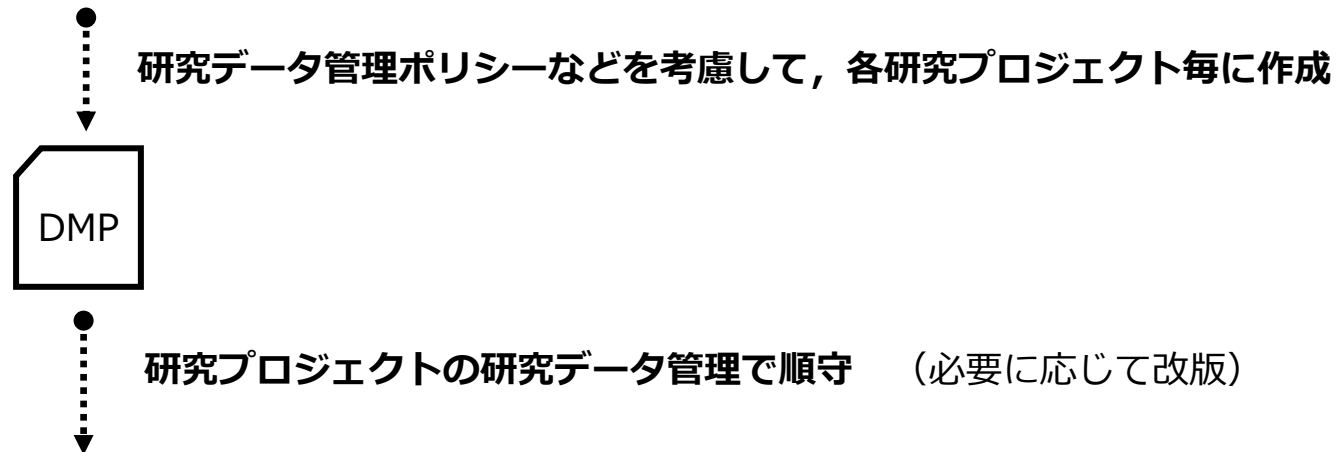 研究データ管理ポリシーなどを考慮して，各研究プロジェクト毎に作成
DMP
研究プロジェクトの研究データ管理で順守　（必要に応じて改版）